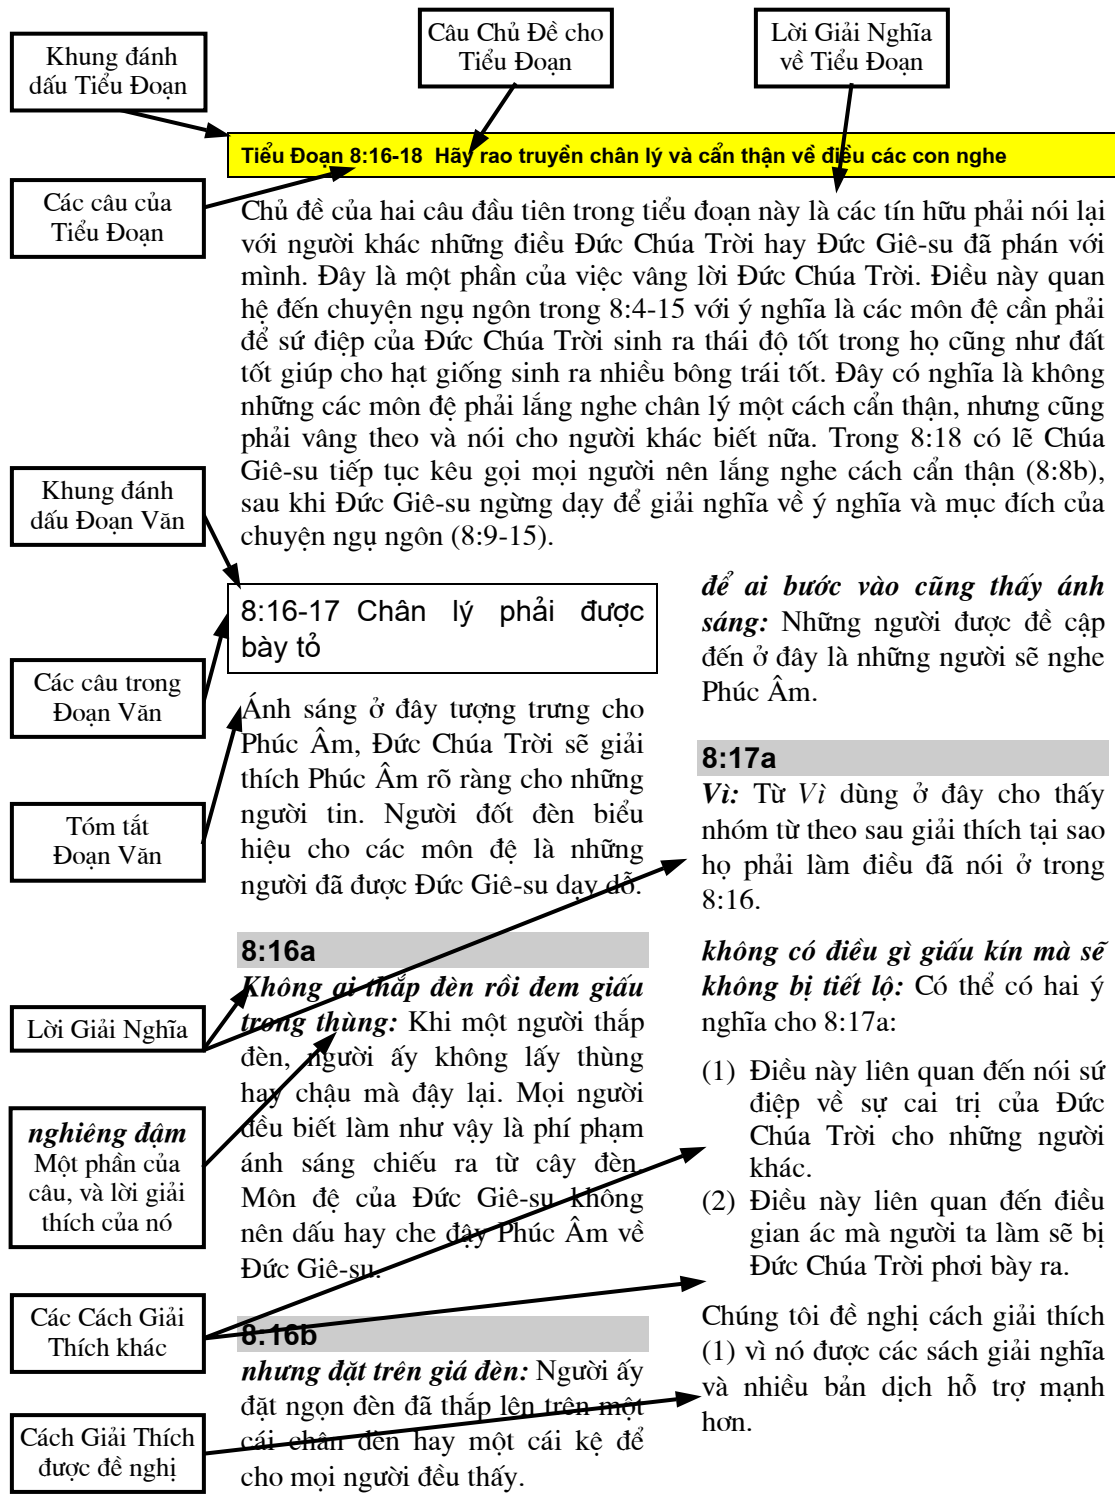 Khung đánh
dấu Tiểu Đoạn
Câu Chủ Đề cho
Tiểu Đoạn
Lời Giải Nghĩa
về Tiểu Đoạn
Tiểu Đoạn 8:16-18 Hãy rao truyền chân lý và cẩn thận về điều các con nghe
Các câu của
Tiểu Đoạn
Chủ đề của hai câu đầu tiên trong tiểu đoạn này là các tín hữu phải nói lại
với người khác những điều Đức Chúa Trời hay Đức Giê-su đã phán với
mình. Đây là một phần của việc vâng lời Đức Chúa Trời. Điều này quan
hệ đến chuyện ngụ ngôn trong 8:4-15 với ý nghĩa là các môn đệ cần phải
để sứ điệp của Đức Chúa Trời sinh ra thái độ tốt trong họ cũng như đất
tốt giúp cho hạt giống sinh ra nhiều bông trái tốt. Đây có nghĩa là không
những các môn đệ phải lắng nghe chân lý một cách cẩn thận, nhưng cũng
phải vâng theo và nói cho người khác biết nữa. Trong 8:18 có lẽ Chúa
Giê-su tiếp tục kêu gọi mọi người nên lắng nghe cách cẩn thận (8:8b),
sau khi Đức Giê-su ngừng dạy để giải nghĩa về ý nghĩa và mục đích của
chuyện ngụ ngôn (8:9-15).
Khung đánh
dấu Đoạn Văn
8:16-17 Chân lý phải được
bày tỏ
Các câu trong
Đoạn Văn
Ánh sáng ở đây tượng trưng cho
Phúc Âm, Đức Chúa Trời sẽ giải
thích Phúc Âm rõ ràng cho những
người tin. Người đốt đèn biểu
hiệu cho các môn đệ là những
người đã được Đức Giê-su dạy dỗ.
Tóm tắt
Đoạn Văn
8:16a
Không ai thắp đèn rồi đem giấu
trong thùng: Khi một người thắp
đèn, người ấy không lấy thùng
hay chậu mà đậy lại. Mọi người
đều biết làm như vậy là phí phạm
ánh sáng chiếu ra từ cây đèn.
Môn đệ của Đức Giê-su không
nên dấu hay che đậy Phúc Âm về
Đức Giê-su.
Lời Giải Nghĩa
nghiêng đậm
Một phần của
câu, và lời giải
thích của nó
Các Cách Giải
Thích khác
8:16b
nhưng đặt trên giá đèn: Người ấy
đặt ngọn đèn đã thắp lên trên một
cái chân đèn hay một cái kệ để
cho mọi người đều thấy.
Cách Giải Thích
được đề nghị
để ai bước vào cũng thấy ánh
sáng: Những người được đề cập
đến ở đây là những người sẽ nghe
Phúc Âm.
8:17a
Vì: Từ Vì dùng ở đây cho thấy
nhóm từ theo sau giải thích tại sao
họ phải làm điều đã nói ở trong
8:16.
không có điều gì giấu kín mà sẽ
không bị tiết lộ: Có thể có hai ý
nghĩa cho 8:17a:
(1) Điều này liên quan đến nói sứ
điệp về sự cai trị của Đức
Chúa Trời cho những người
khác.
(2) Điều này liên quan đến điều
gian ác mà người ta làm sẽ bị
Đức Chúa Trời phơi bày ra.
Chúng tôi đề nghị cách giải thích
(1) vì nó được các sách giải nghĩa
và nhiều bản dịch hỗ trợ mạnh
hơn.